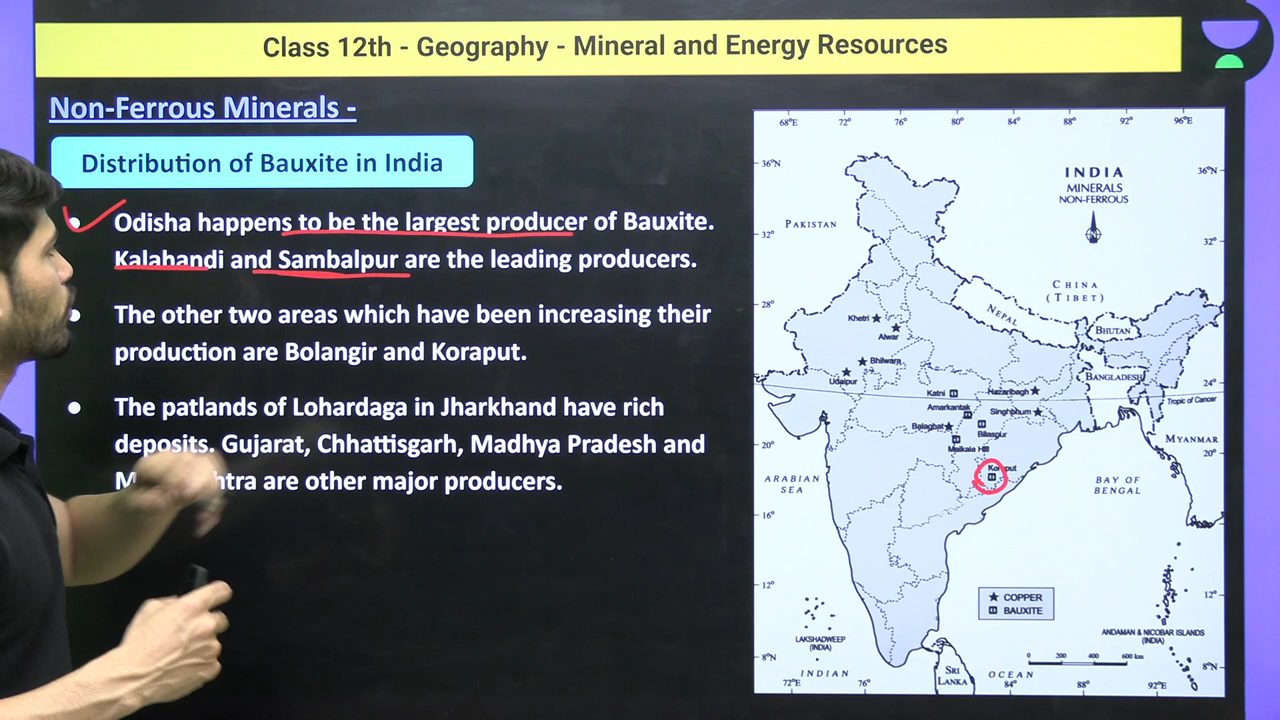 Class 12th - Geography - Mineral and Energy Resources
Non-Ferrous Minerals -
Distribution of Bauxite in India
Odisha happens to be the largest producer of Bauxite.
Kalahandi and Sambalpur are the leading producers.
The other two areas which have been increasing their
production are Bolangir and Koraput.
The patlands of Lohardaga in Jharkhand have rich
deposits. Gujarat, Chhattisgarh, Madhya Pradesh and
are other major producers.
68°E 72° 76° 80° 84° 88° 92° 96°E
36°N
36°N
INDIA
MINERALS
NON-FERROUS
N
PAKISTAN
32°
32°
CHINA
(TIBET)
28°
28°
NEPAL
BHUTAN
Khetri
Alwar
Bhilwara
Udaipur
BANGLADESH
24°
24°
Katni
Hazaribagh
Tropic of Cancer
Amarkantak
Singhbhum
Balaghat
Bilaspur
Maikala Hill
MYANMAR
20°
20°
Koraput
ARABIAN
SEA
BAY OF
BENGAL
16°
16°
COPPER
BAUXITE
12°
12°
LAKSHADWEEP
(INDIA)
ANDAMAN & NICOBAR ISLANDS
(INDIA)
0 200 400 600 km
8°N
8°N
SRI
LANKA
INDIAN
OCEAN
72°E 76° 80° 84° 88° 92°E